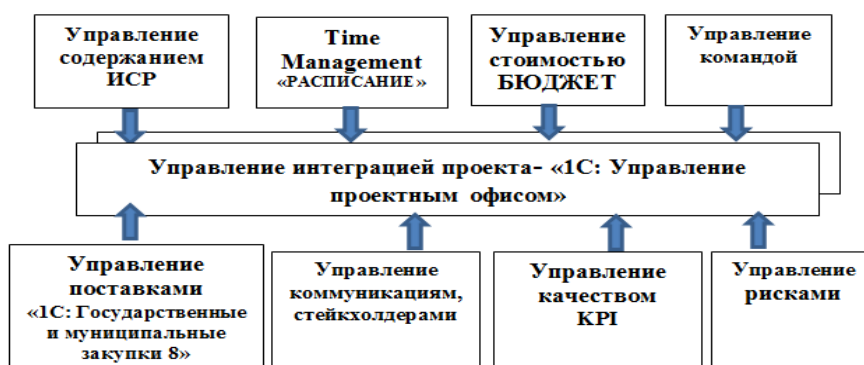 Управление
содержанием
ИСР
Time
Management
«РАСПИСАНИЕ»
Управление
стоимостью
БЮДЖЕТ
Управление
командой
Управление интеграцией проекта- «1С: Управление
проектным офисом»
Управление
поставками
«1С: Государственные
и муниципальные
закупки 8»
Управление
коммуникациям,
стейкхолдерами
Управление
качеством
KPI
Управление
рисками